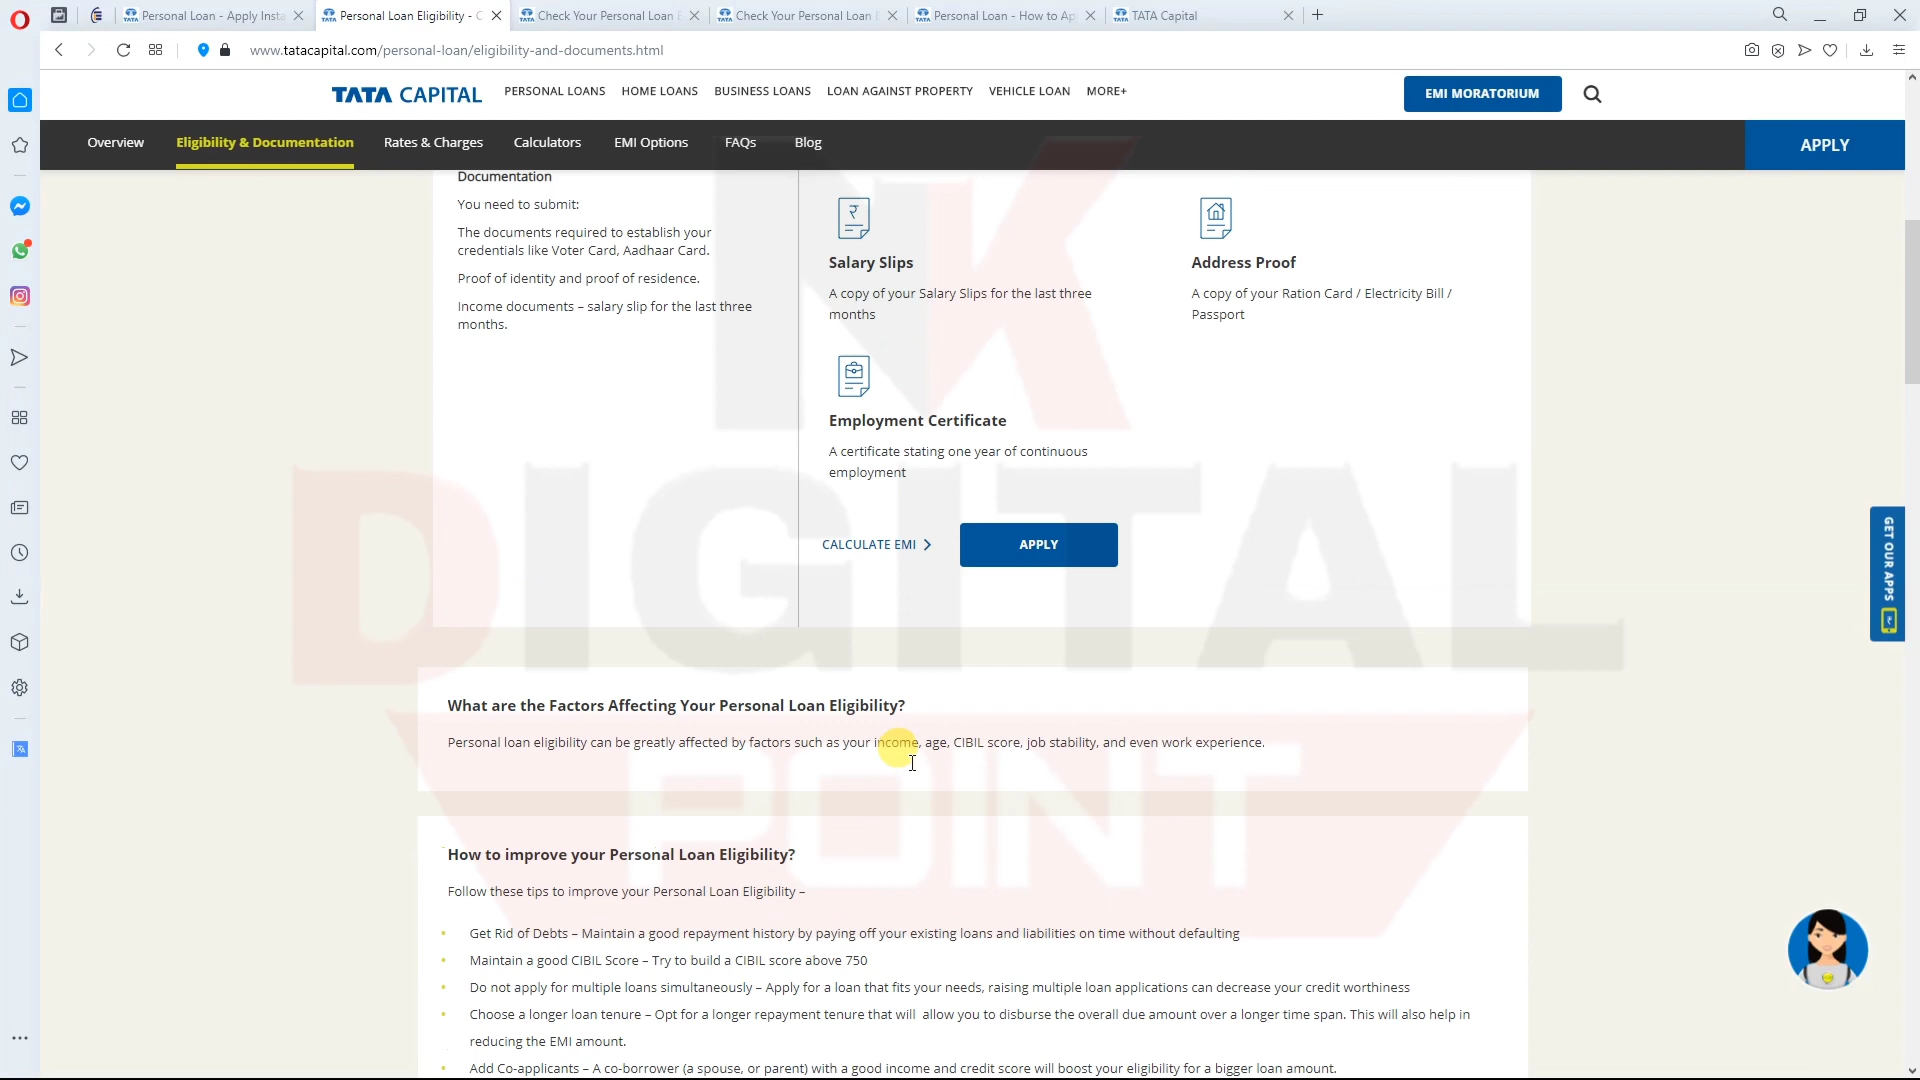 Personal Loan - Apply Insta
Personal Loan Eligibility - C
Check Your Personal Loan E
Check Your Personal Loan E
Personal Loan - How to Ap
TATA Capital
www.tatacapital.com/personal-loan/eligibility-and-documents.html
TATA CAPITAL
PERSONAL LOANS
HOME LOANS
BUSINESS LOANS
LOAN AGAINST PROPERTY
VEHICLE LOAN
MORE+
EMI MORATORIUM
Overview
Eligibility & Documentation
Rates & Charges
Calculators
EMI Options
FAQs
Blog
APPLY
Documentation
You need to submit:
The documents required to establish your
credentials like Voter Card, Aadhaar Card.
Proof of identity and proof of residence.
Income documents – salary slip for the last three
months.
Salary Slips
A copy of your Salary Slips for the last three
months
Address Proof
A copy of your Ration Card / Electricity Bill /
Passport
Employment Certificate
A certificate stating one year of continuous
employment
CALCULATE EMI
APPLY
GET OUR APPS
NK
DIGITAL
POINT
What are the Factors Affecting Your Personal Loan Eligibility?
Personal loan eligibility can be greatly affected by factors such as your income, age, CIBIL score, job stability, and even work experience.
How to improve your Personal Loan Eligibility?
Follow these tips to improve your Personal Loan Eligibility –
Get Rid of Debts – Maintain a good repayment history by paying off your existing loans and liabilities on time without defaulting
Maintain a good CIBIL Score – Try to build a CIBIL score above 750
Do not apply for multiple loans simultaneously – Apply for a loan that fits your needs, raising multiple loan applications can decrease your credit worthiness
Choose a longer loan tenure – Opt for a longer repayment tenure that will allow you to disburse the overall due amount over a longer time span. This will also help in
reducing the EMI amount.
Add Co-applicants – A co-borrower (a spouse, or parent) with a good income and credit score will boost your eligibility for a bigger loan amount.